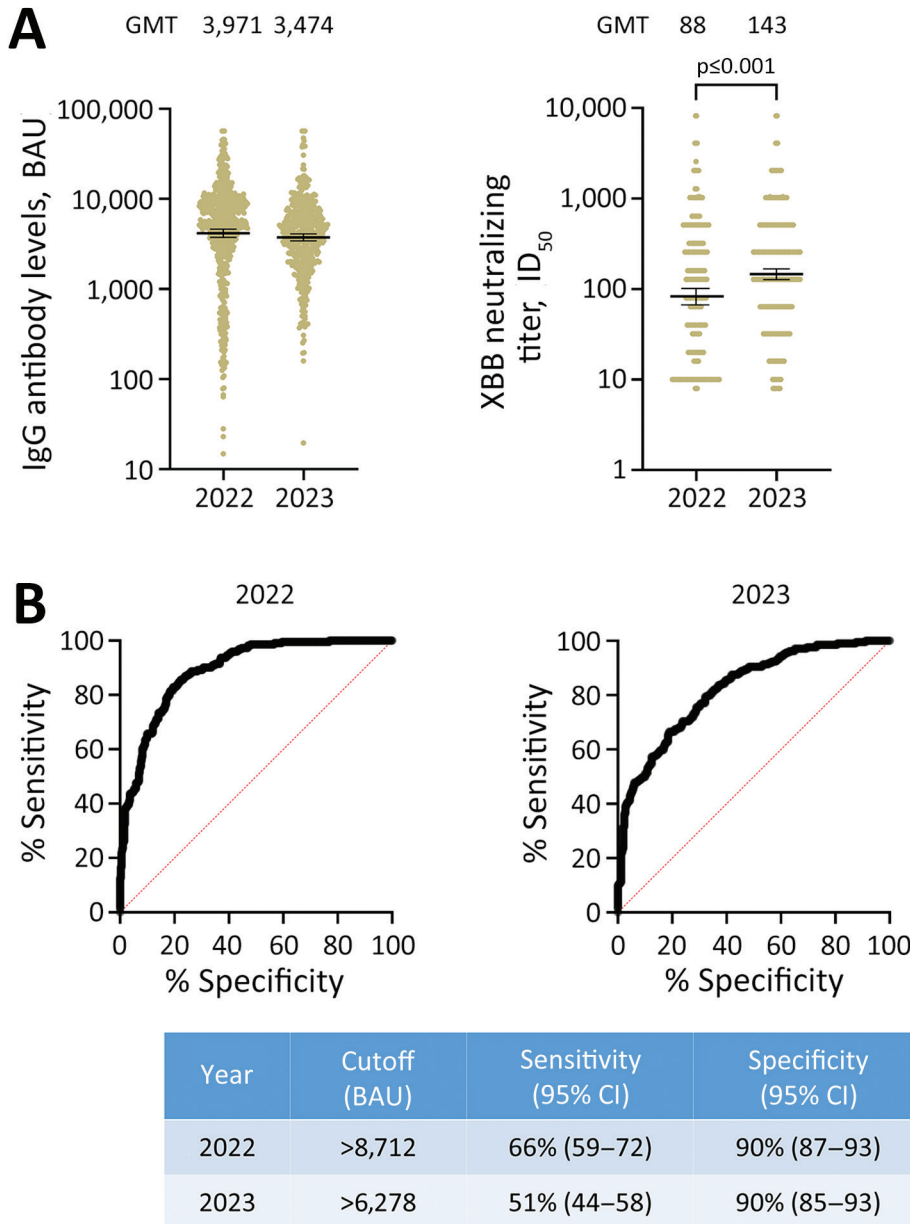 A
GMT 3,971 3,474
GMT 88 143
p≤0.001
IgG antibody levels, BAU
100,000
10,000
1,000
100
10
2022 2023
XBB neutralizing
titer, ID50
10,000
1,000
100
10
1
2022 2023
B
2022
% Sensitivity
100
80
60
40
20
0
0 20 40 60 80 100
% Specificity
2023
% Sensitivity
100
80
60
40
20
0
0 20 40 60 80 100
% Specificity
Year Cutoff (BAU) Sensitivity (95% CI) Specificity (95% CI)
2022 >8,712 66% (59–72) 90% (87–93)
2023 >6,278 51% (44–58) 90% (85–93)